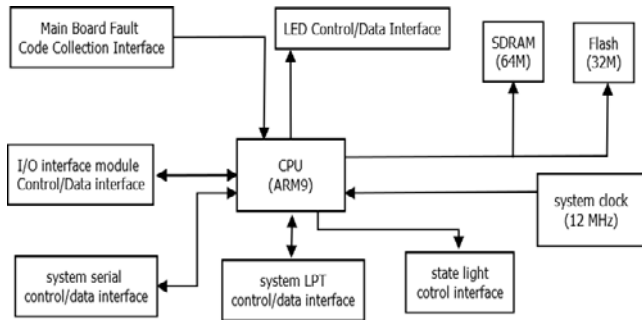 Main Board Fault
Code Collection Interface
LED Control/Data Interface
SDRAM
(64M)
Flash
(32M)
I/O interface module
Control/Data interface
CPU
(ARM9)
system clock
(12 MHz)
system serial
control/data interface
system LPT
control/data interface
state light
cotrol interface